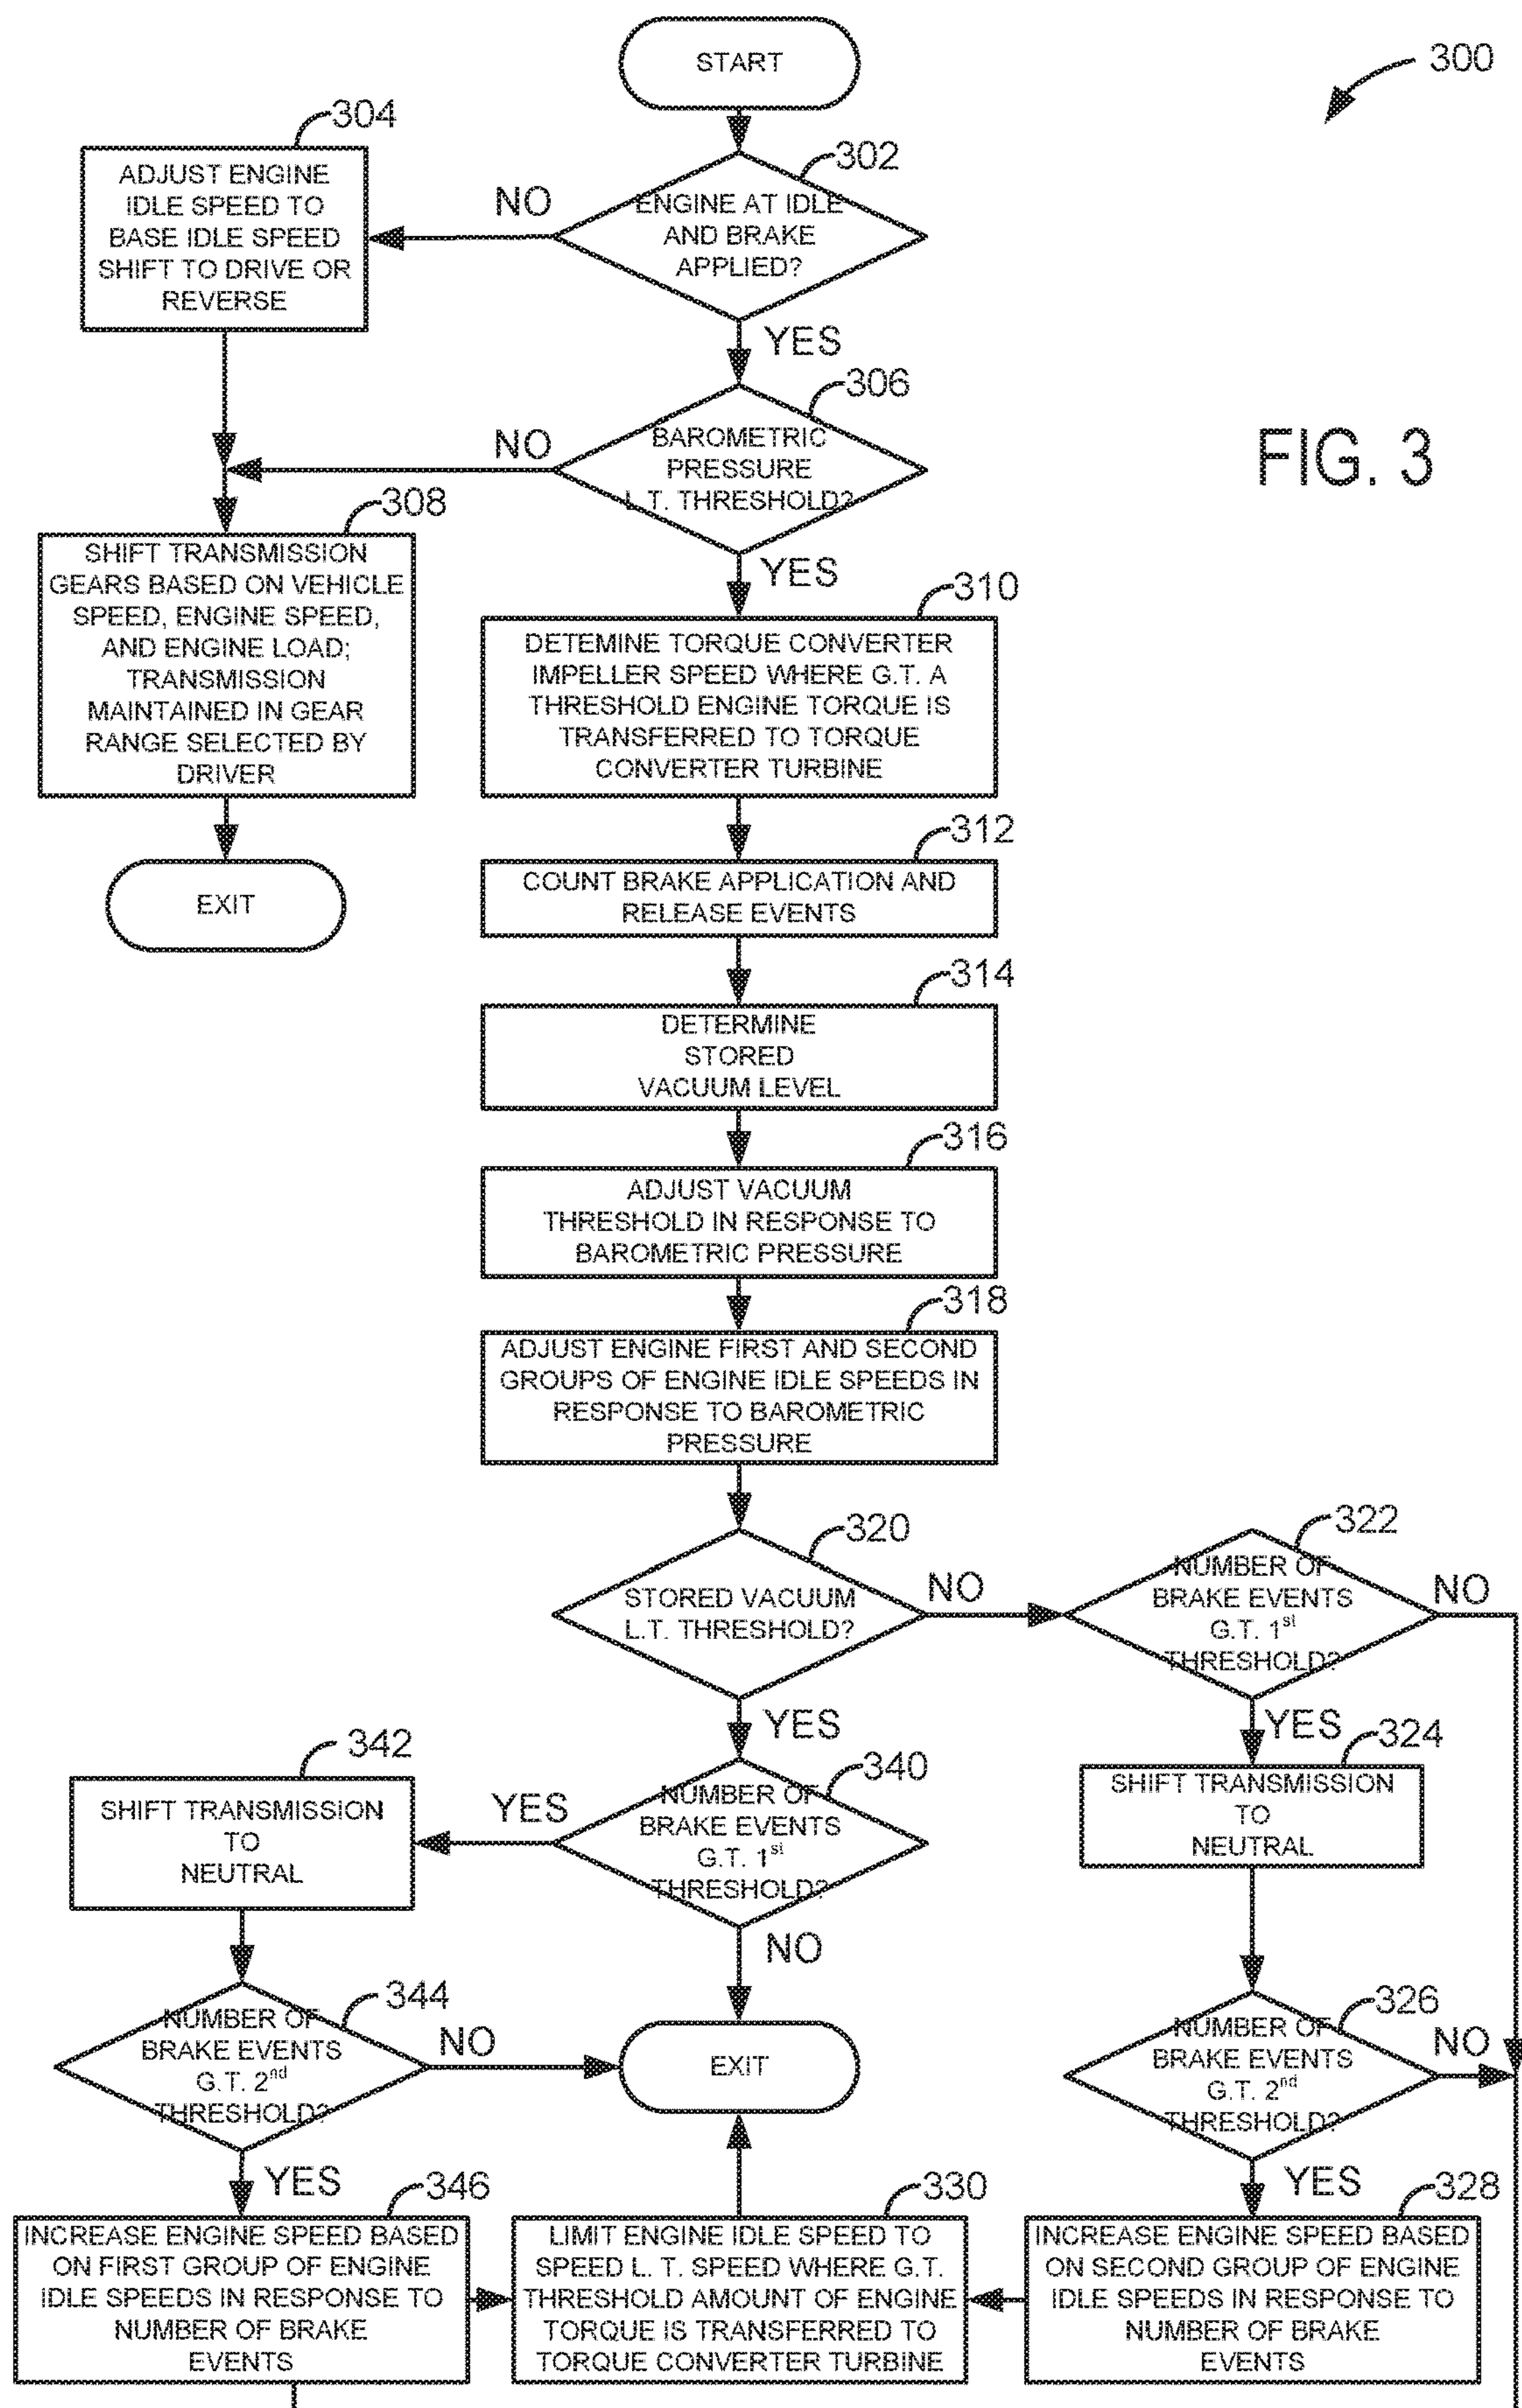 START
300
302
ENGINE AT IDLE
AND BRAKE
APPLIED?
NO
304
ADJUST ENGINE
IDLE SPEED TO
BASE IDLE SPEED
SHIFT TO DRIVE OR
REVERSE
YES
306
BAROMETRIC
PRESSURE
L.T. THRESHOLD?
NO
FIG. 3
308
SHIFT TRANSMISSION
GEARS BASED ON VEHICLE
SPEED, ENGINE SPEED,
AND ENGINE LOAD;
TRANSMISSION
MAINTAINED IN GEAR
RANGE SELECTED BY
DRIVER
EXIT
YES
310
DETEMINE TORQUE CONVERTER
IMPELLER SPEED WHERE G.T. A
THRESHOLD ENGINE TORQUE IS
TRANSFERRED TO TORQUE
CONVERTER TURBINE
312
COUNT BRAKE APPLICATION AND
RELEASE EVENTS
314
DETERMINE
STORED
VACUUM LEVEL
316
ADJUST VACUUM
THRESHOLD IN RESPONSE TO
BAROMETRIC PRESSURE
318
ADJUST ENGINE FIRST AND SECOND
GROUPS OF ENGINE IDLE SPEEDS IN
RESPONSE TO BAROMETRIC
PRESSURE
320
STORED VACUUM
L.T. THRESHOLD?
NO
322
NUMBER OF
BRAKE EVENTS
G.T. 1st
THRESHOLD?
NO
YES
324
SHIFT TRANSMISSION
TO
NEUTRAL
YES
340
NUMBER OF
BRAKE EVENTS
G.T. 1st
THRESHOLD?
YES
342
SHIFT TRANSMISSION
TO
NEUTRAL
NO
344
NUMBER OF
BRAKE EVENTS
G.T. 2nd
THRESHOLD?
NO
EXIT
326
NUMBER OF
BRAKE EVENTS
G.T. 2nd
THRESHOLD?
NO
YES
346
INCREASE ENGINE SPEED BASED
ON FIRST GROUP OF ENGINE
IDLE SPEEDS IN RESPONSE TO
NUMBER OF BRAKE
EVENTS
330
LIMIT ENGINE IDLE SPEED TO
SPEED L. T. SPEED WHERE G.T.
THRESHOLD AMOUNT OF ENGINE
TORQUE IS TRANSFERRED TO
TORQUE CONVERTER TURBINE
YES
328
INCREASE ENGINE SPEED BASED
ON SECOND GROUP OF ENGINE
IDLE SPEEDS IN RESPONSE TO
NUMBER OF BRAKE
EVENTS